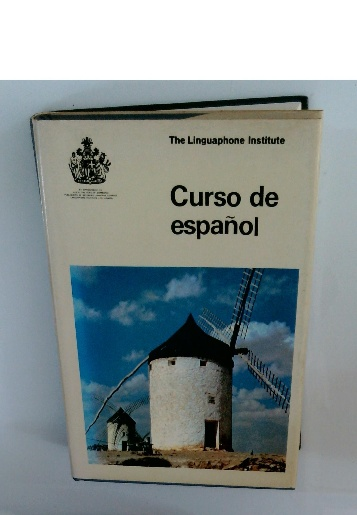 The Linguaphone Institute
Curso de
español